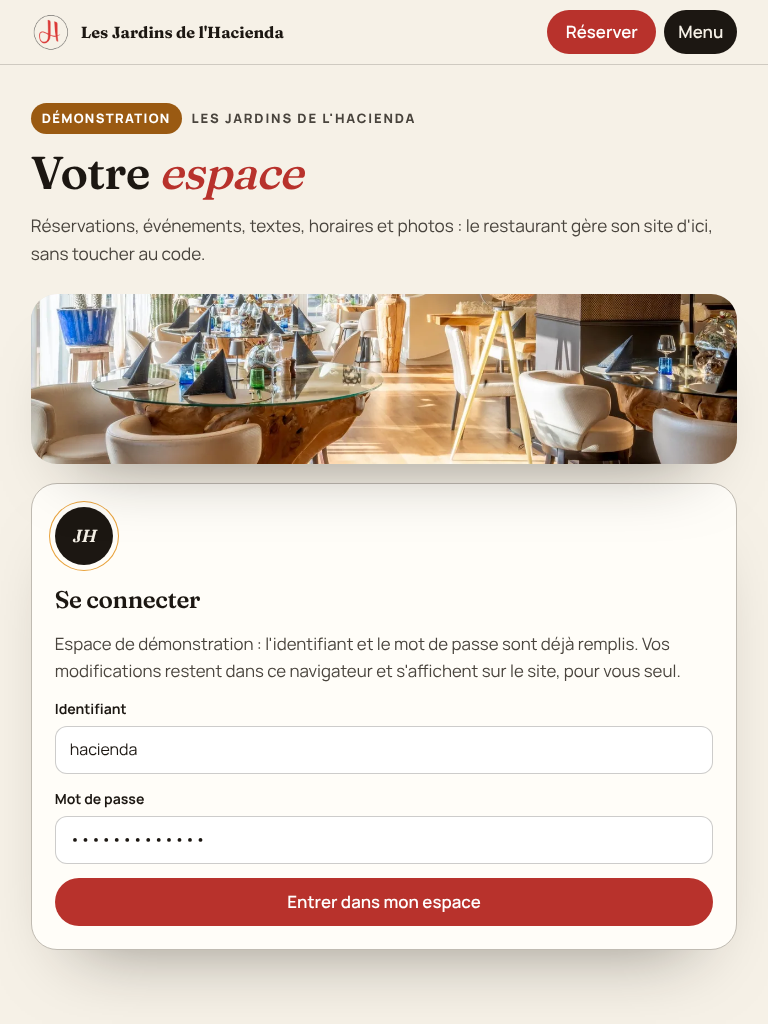 JH
Les Jardins de l'Hacienda
Réserver
Menu
DÉMONSTRATION
LES JARDINS DE L'HACIENDA
Votre espace
Réservations, événements, textes, horaires et photos : le restaurant gère son site d'ici,
sans toucher au code.
JH
Se connecter
Espace de démonstration : l'identifiant et le mot de passe sont déjà remplis. Vos
modifications restent dans ce navigateur et s'affichent sur le site, pour vous seul.
Identifiant
hacienda
Mot de passe
•••••••••••••
Entrer dans mon espace